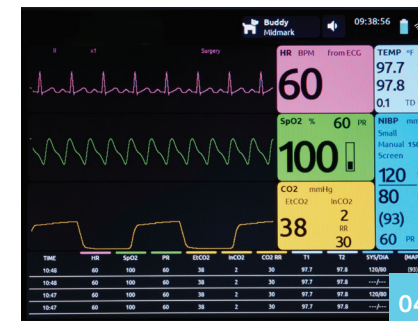 Buddy
Midmark
09:38:56
II x1 Surgery
HR BPM from ECG
60
TEMP °F
97.7
97.8
0.1 TD
SpO2 % 60 PR
100
NIBP
Small
Manual
Screen
120
80
(93)
60 PR
CO2 mmHg
EtCO2 InCO2
38 2
RR
30
TIME HR SpO2 PR EtCO2 InCO2 CO2 RR T1 T2 SYS/DIA
10:48 60 100 60 38 2 30 97.7 97.8 120/80 (93)
10:48 60 100 60 38 2 30 97.7 97.8 ---/---
10:47 60 100 60 38 2 30 97.7 97.8 120/80
10:47 60 100 60 38 2 30 97.7 97.8 ---/---
04